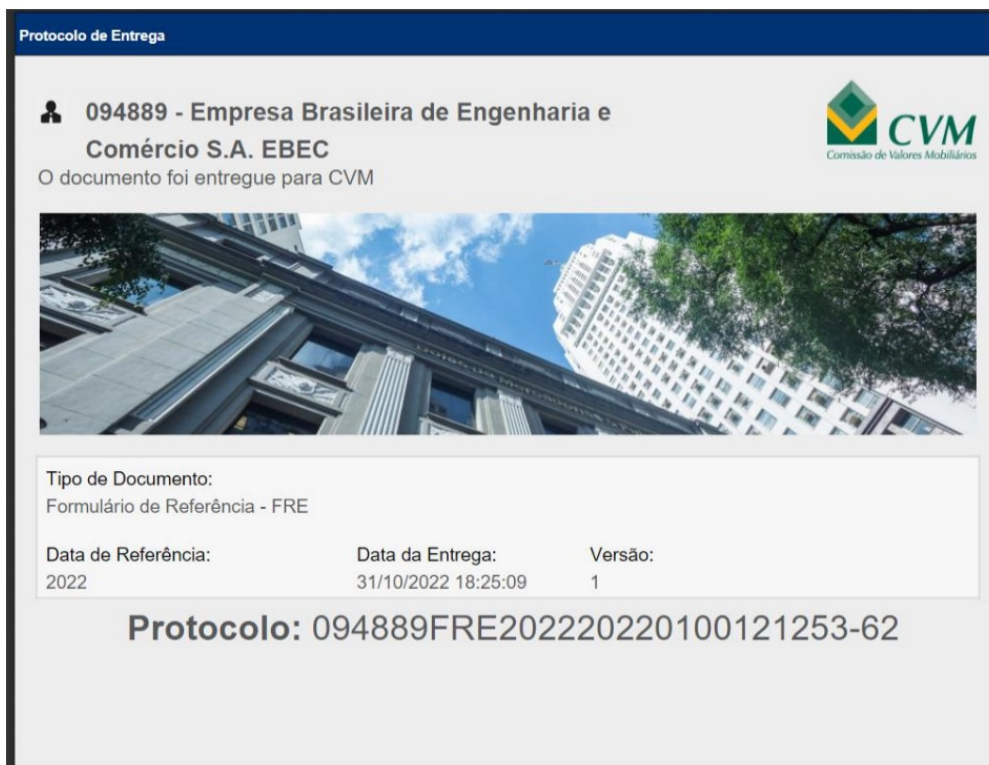 Protocolo de Entrega
094889 - Empresa Brasileira de Engenharia e
Comércio S.A. EBEC
O documento foi entregue para CVM
CVM
Comissão de Valores Mobiliários
Tipo de Documento:
Formulário de Referência - FRE
Data de Referência: Data da Entrega: Versão:
2022 31/10/2022 18:25:09 1
Protocolo: 094889FRE202220220100121253-62